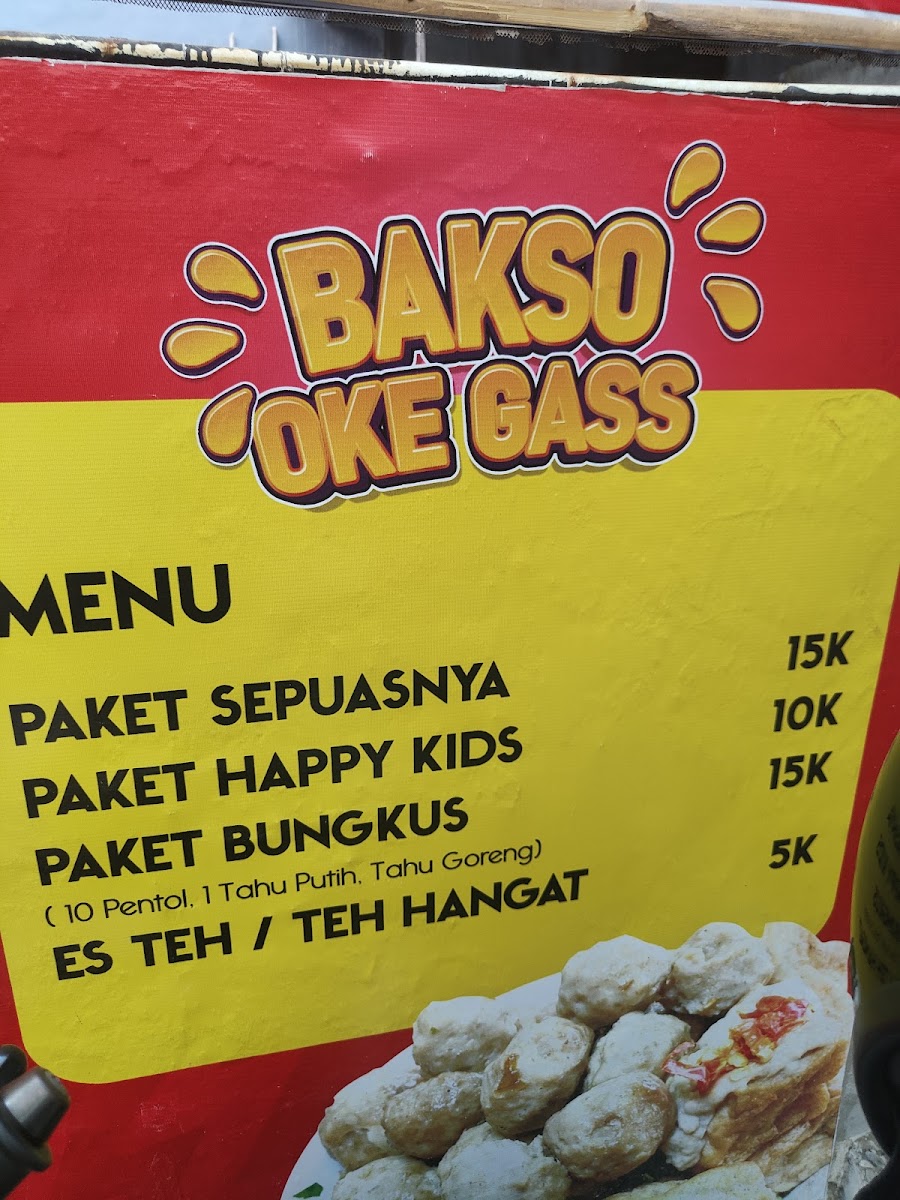 BAKSO
OKE GASS
MENU
PAKET SEPUASNYA 15K
PAKET HAPPY KIDS 10K
PAKET BUNGKUS 15K
( 10 Pentol, 1 Tahu Putih, Tahu Goreng)
ES TEH / TEH HANGAT 5K